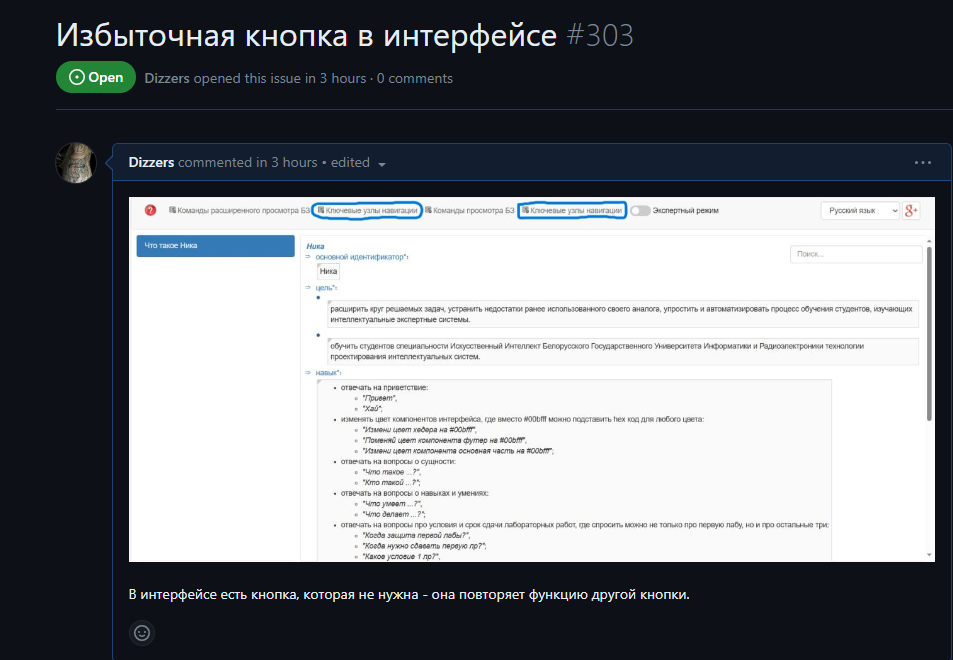 Избыточная кнопка в интерфейсе #303
Open Dizzers opened this issue in 3 hours · 0 comments
Dizzers commented in 3 hours • edited
? Команды расширенного просмотра БЗ Ключевые узлы навигации Команды просмотра БЗ Ключевые узлы навигации Экспертный режим Русский язык g+
Что такое Ника
Ника
Поиск...
основной идентификатор*:
Ника
цель*:
расширить круг решаемых задач, устранить недостатки ранее использованного своего аналога, упростить и автоматизировать процесс обучения студентов, изучающих
интеллектуальные экспертные системы.
обучить студентов специальности Искусственный Интеллект Белорусского Государственного Университета Информатики и Радиоэлектроники технологии
проектирования интеллектуальных систем.
навык*:
• отвечать на приветствие:
"Привет",
"Хай";
• изменять цвет компонентов интерфейса, где вместо #00bfff можно подставить hex код для любого цвета:
"Измени цвет хедера на #00bfff",
"Поменяй цвет компонента футер на #00bfff",
"Измени цвет компонента основная часть на #00bfff";
• отвечать на вопросы о сущности:
"Что такое ...?",
"Кто такой ...?";
• отвечать на вопросы о навыках и умениях:
"Что умеет ...?",
"Что делает ...?";
• отвечать на вопросы про условия и срок сдачи лабораторных работ, где спросить можно не только про первую лабу, но и про остальные три:
"Когда защита первой лабы?",
"Когда нужно сдавать первую лр?";
"Какое условие 1 лр?",
В интерфейсе есть кнопка, которая не нужна - она повторяет функцию другой кнопки.